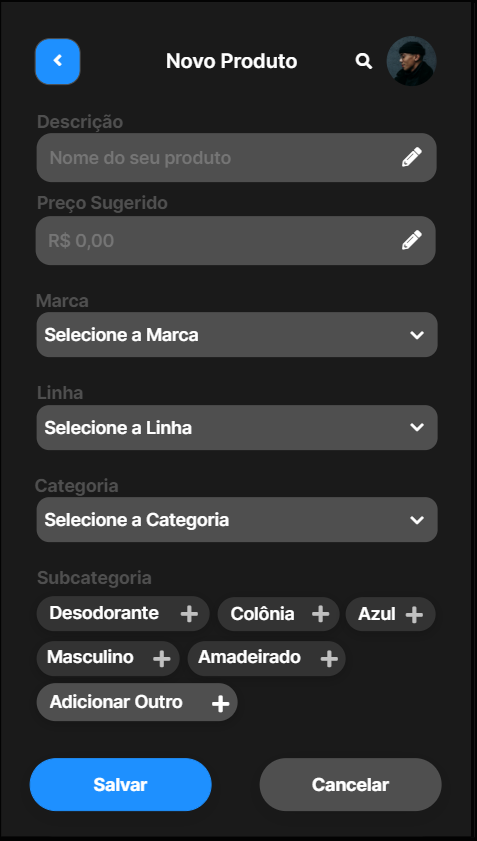 Novo Produto
Descrição
Nome do seu produto
Preço Sugerido
R$ 0,00
Marca
Selecione a Marca
Linha
Selecione a Linha
Categoria
Selecione a Categoria
Subcategoria
Desodorante + Colônia + Azul +
Masculino + Amadeirado +
Adicionar Outro +
Salvar Cancelar